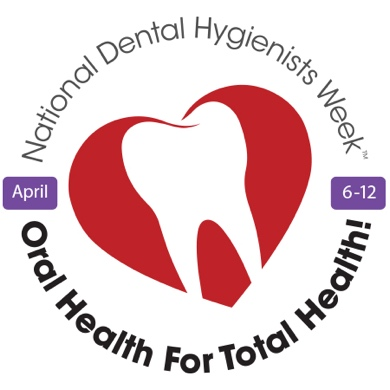 National Dental Hygienists Week™
April
6-12
Oral Health For Total Health!